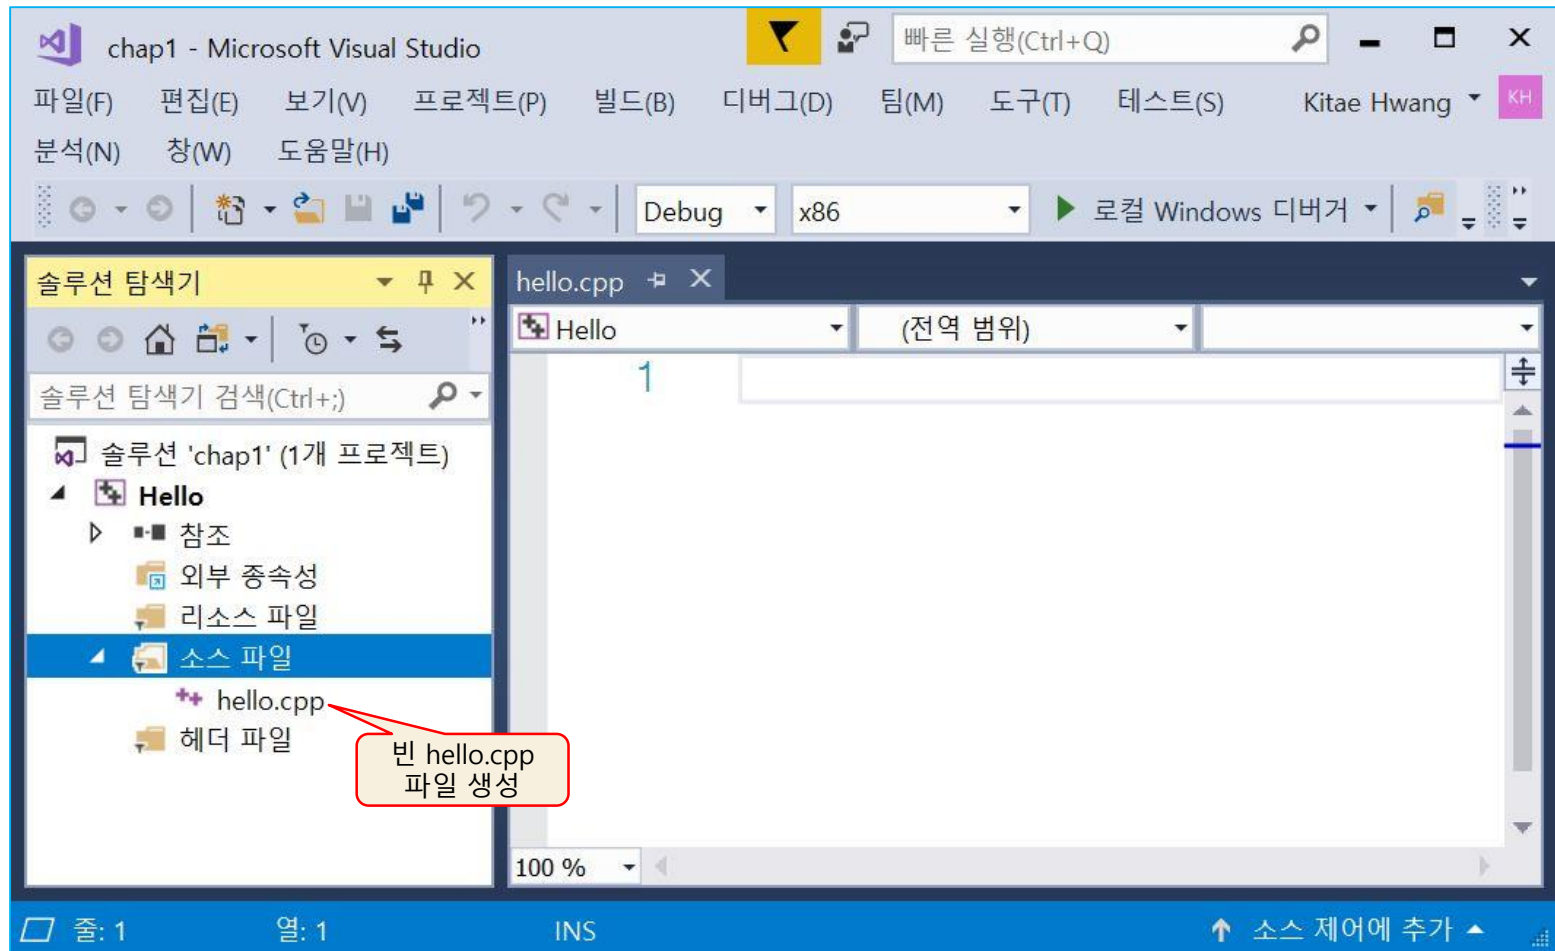 chap1 - Microsoft Visual Studio
빠른 실행(Ctrl+Q)
파일(F) 편집(E) 보기(V) 프로젝트(P) 빌드(B) 디버그(D) 팀(M) 도구(T) 테스트(S) Kitae Hwang KH
분석(N) 창(W) 도움말(H)
Debug x86 로컬 Windows 디버거
솔루션 탐색기
hello.cpp
Hello (전역 범위)
솔루션 탐색기 검색(Ctrl+;)
1
솔루션 'chap1' (1개 프로젝트)
Hello
참조
외부 종속성
리소스 파일
소스 파일
hello.cpp
헤더 파일
빈 hello.cpp
파일 생성
100 %
줄: 1 열: 1 INS 소스 제어에 추가